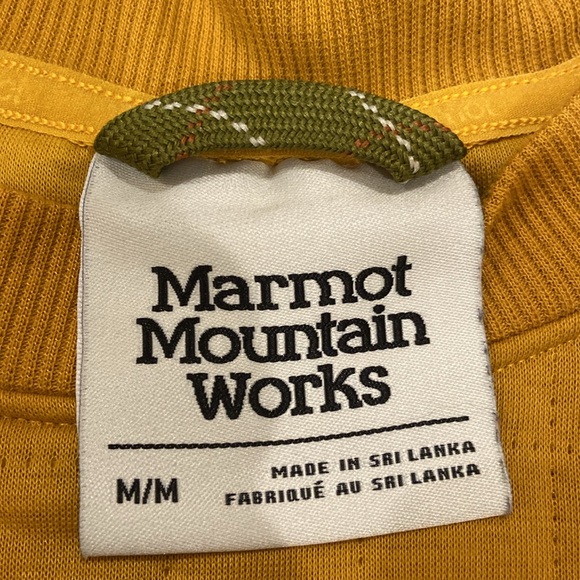 Marmot
Mountain
Works
M/M
MADE IN SRI LANKA
FABRIQUÉ AU SRI LANKA